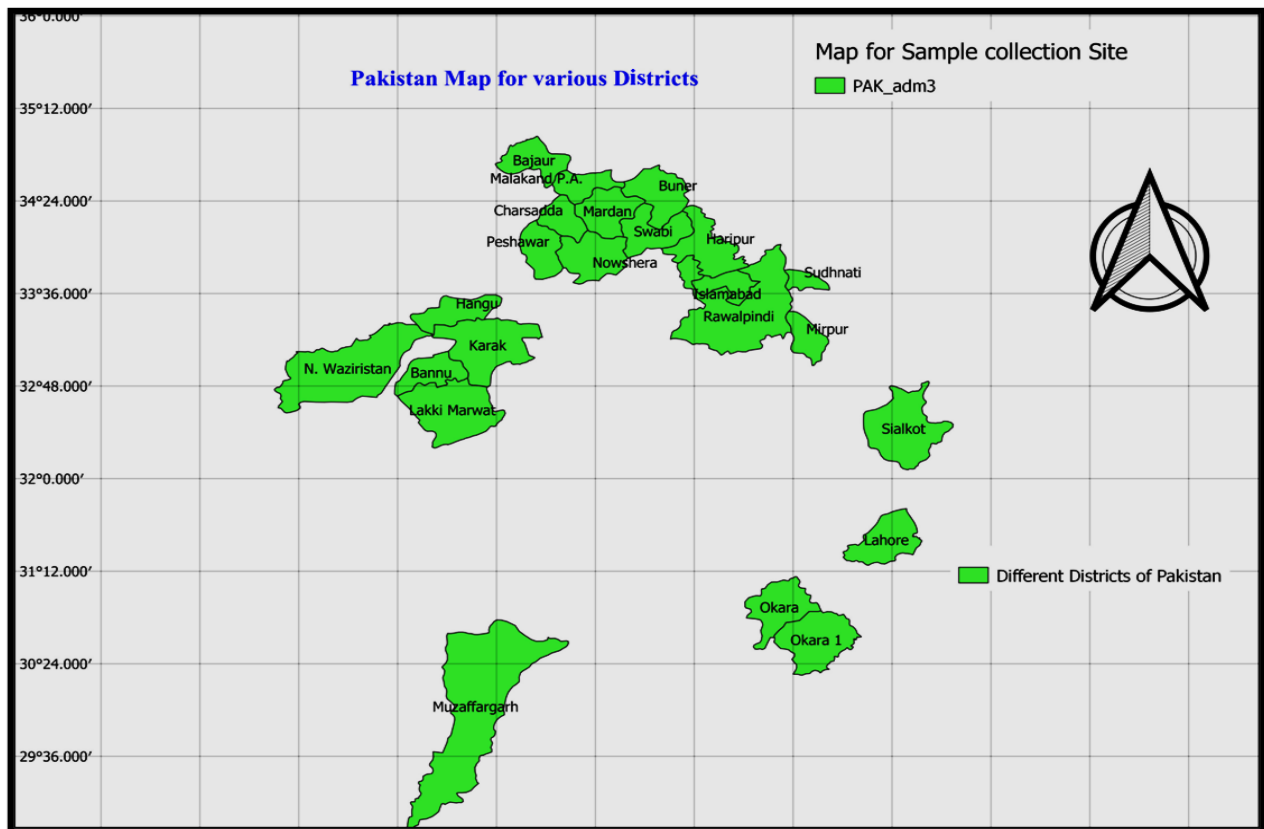 36°0.000′
Map for Sample collection Site
Pakistan Map for various Districts
PAK_adm3
35°12.000′
Bajaur
Malakand P.A.
Buner
34°24.000′
Charsadda
Mardan
Swabi
Peshawar
Haripur
Nowshera
Sudhnati
33°36.000′
Islamabad
Hangu
Rawalpindi
Mirpur
Karak
N. Waziristan
Bannu
32°48.000′
Lakki Marwat
Sialkot
32°0.000′
Lahore
31°12.000′
Different Districts of Pakistan
Okara
Okara 1
30°24.000′
Muzaffargarh
29°36.000′